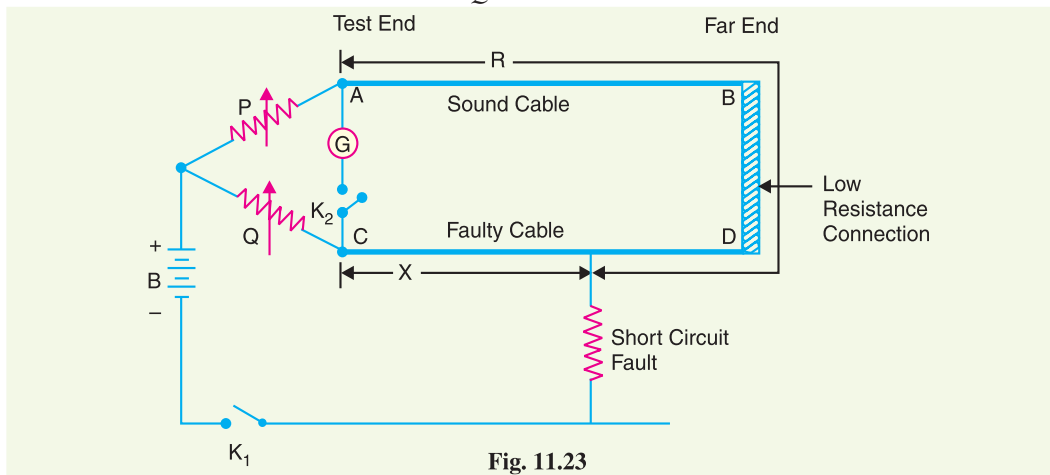 Test End
Far End
R
P
A
Sound Cable
B
G
K2
Q
C
Faulty Cable
D
Low
Resistance
Connection
+
B
–
X
Short Circuit
Fault
K1
Fig. 11.23